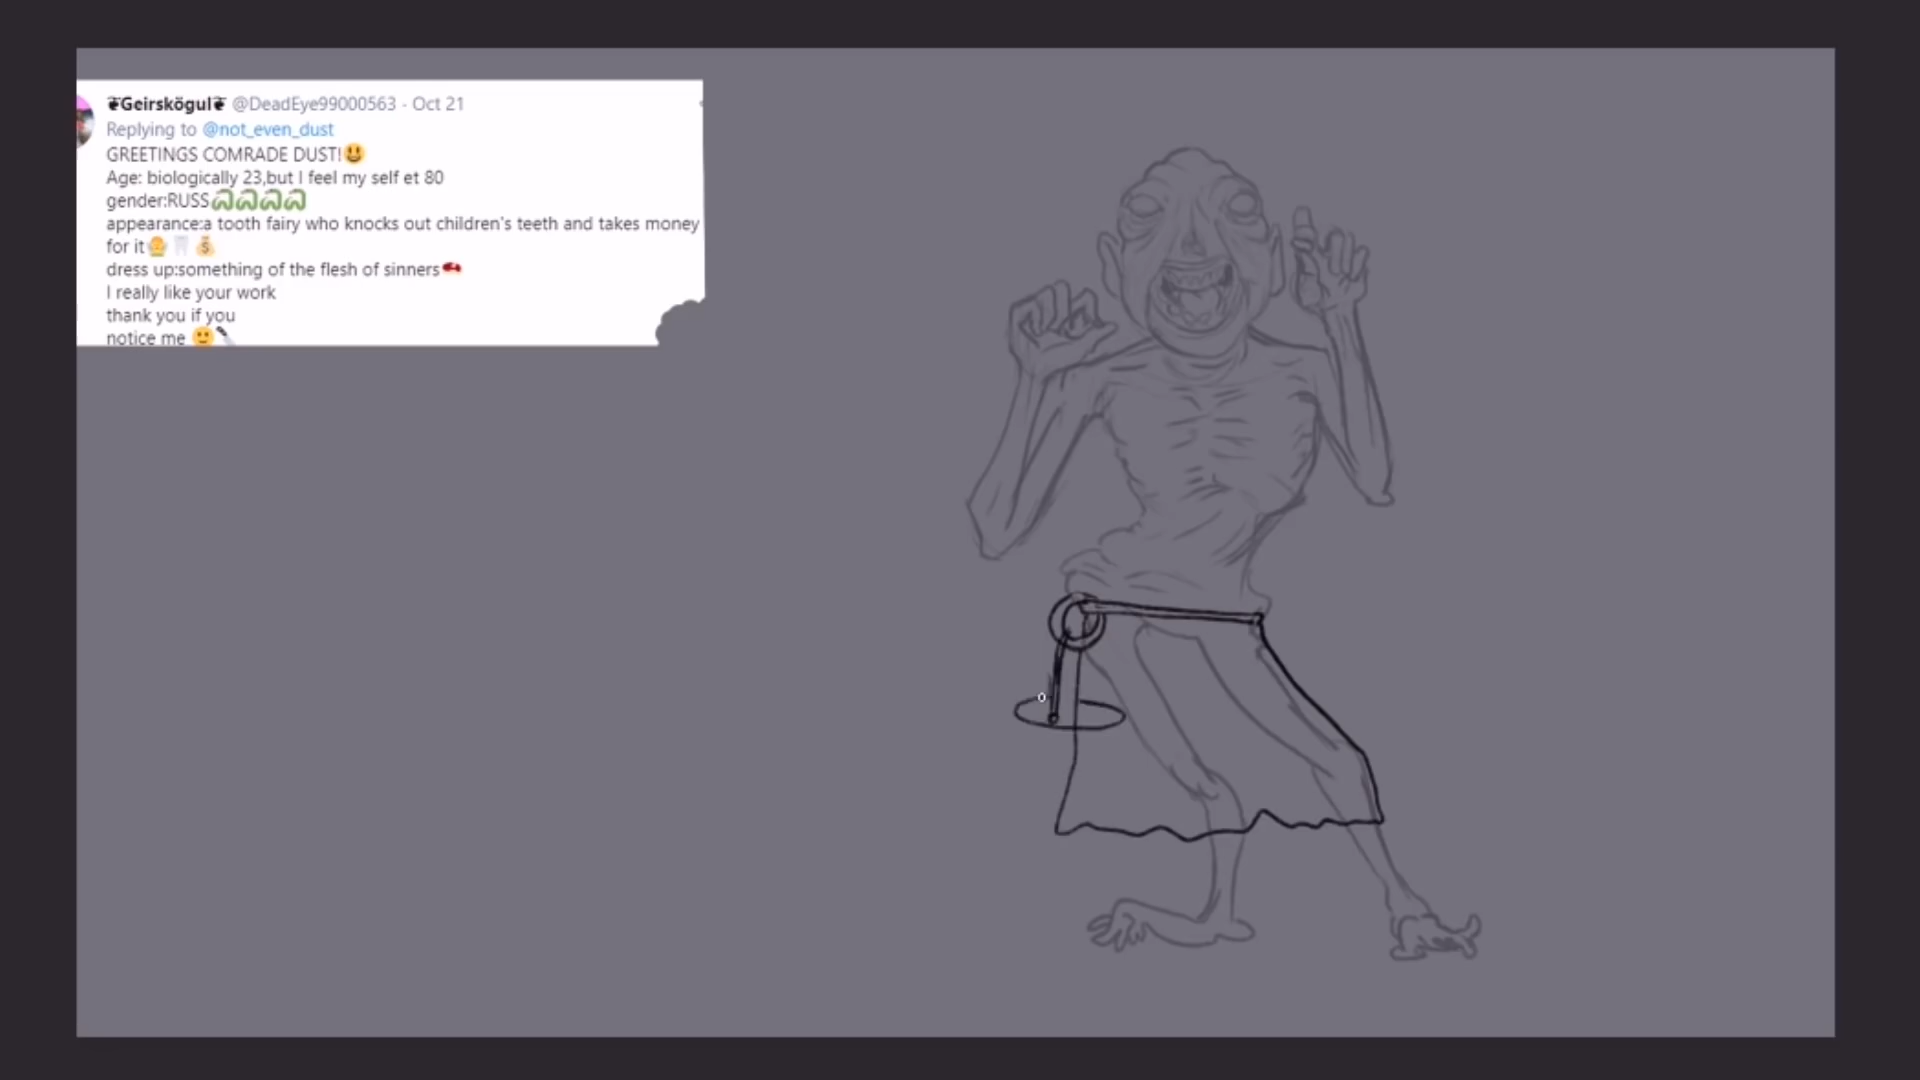 ❦Geirskögul❦ @DeadEye99000563 - Oct 21
Replying to @not_even_dust
GREETINGS COMRADE DUST!😃
Age: biologically 23,but I feel my self et 80
gender:RUSS🐉🐉🐉🐉
appearance:a tooth fairy who knocks out children's teeth and takes money
for it👵🦷💰
dress up:something of the flesh of sinners🥩
I really like your work
thank you if you
notice me 🙂🔪